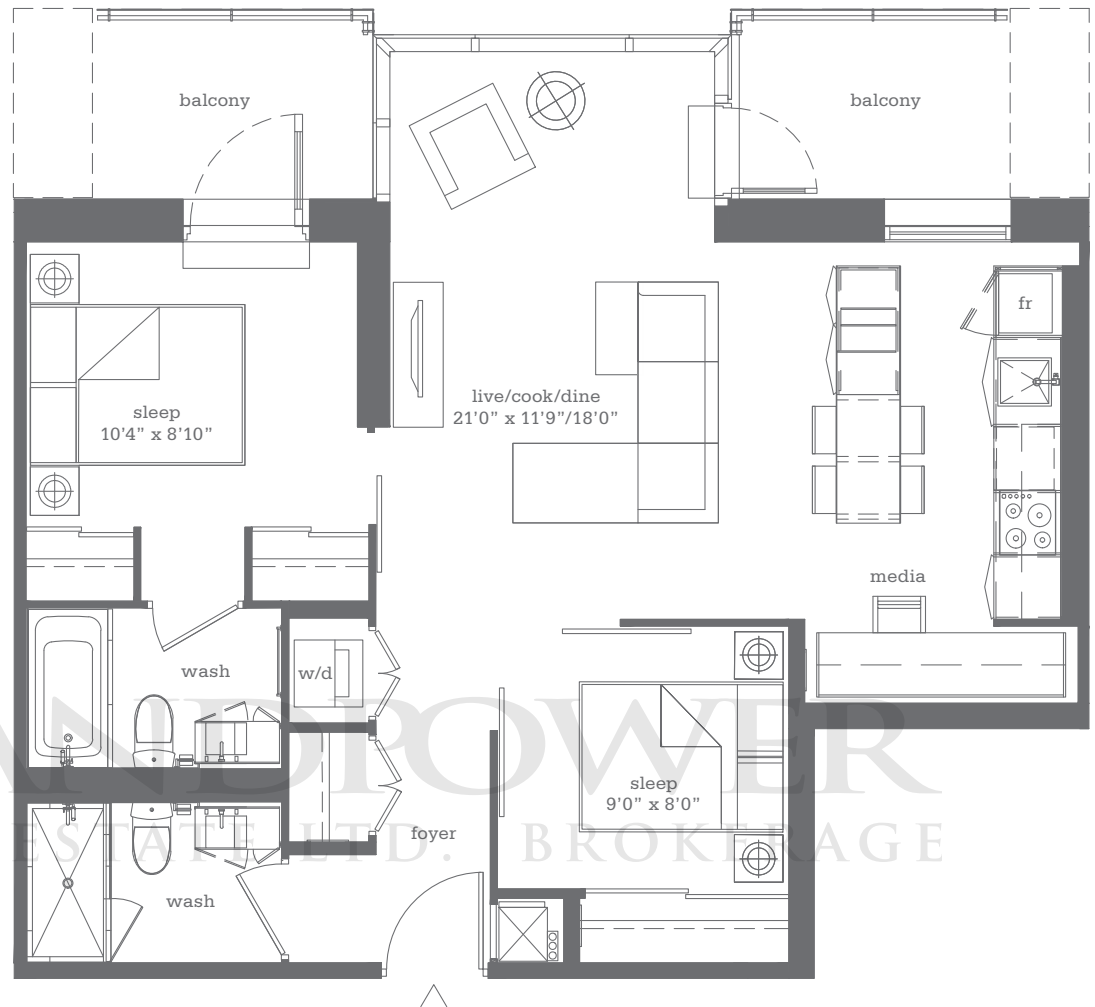 balcony
balcony
fr
live/cook/dine
21'0" x 11'9"/18'0"
sleep
10'4" x 8'10"
media
wash
w/d
sleep
9'0" x 8'0"
foyer
wash
ANDPOWER
ESTATE LTD. BROKERAGE